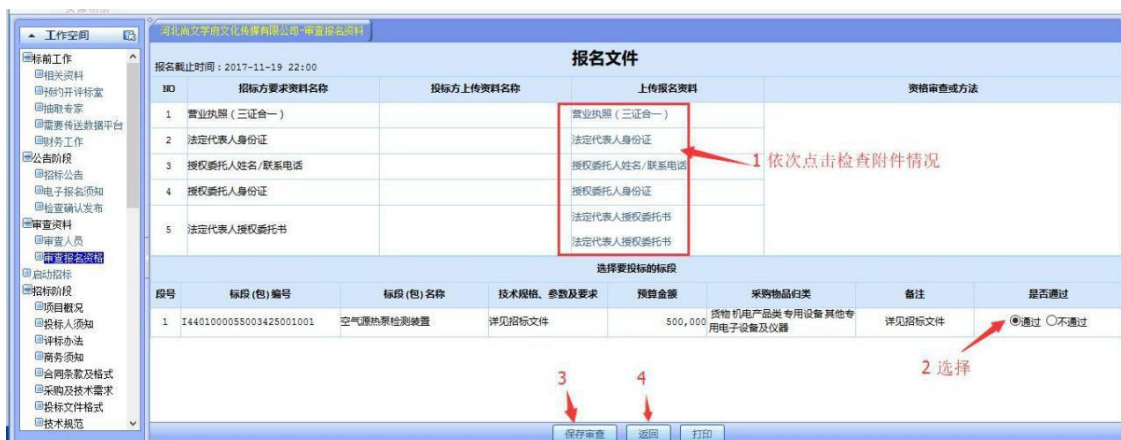 工作空间
河北尚文学府文化传媒有限公司-审查报名资料
标前工作
相关资料
预约开评标室
抽取专家
需要传送数据平台
财务工作
公告阶段
招标公告
电子报名须知
检查确认发布
审查资料
审查人员
审查报名资格
启动招标
招标阶段
项目概况
投标人须知
评标办法
商务须知
合同条款及格式
采购及技术需求
投标文件格式
技术规范
报名文件
报名截止时间：2017-11-19 22:00
NO 招标方要求资料名称 投标方上传资料名称 上传报名资料 资格审查或方法
1 营业执照（三证合一） 营业执照（三证合一）
2 法定代表人身份证 法定代表人身份证
3 授权委托人姓名/联系电话 授权委托人姓名/联系电话
4 授权委托人身份证 授权委托人身份证
5 法定代表人授权委托书 法定代表人授权委托书
法定代表人授权委托书
1 依次点击检查附件情况
选择要投标的标段
段号 标段(包)编号 标段(包)名称 技术规格、参数及要求 预算金额 采购物品归类 备注 是否通过
1 I4401000055003425001001 空气源热泵检测装置 详见招标文件 500,000 货物 机电产品类 专用设备 其他专
用电子设备及仪器 详见招标文件 通过 不通过
2 选择
3 4
保存审查 返回 打印